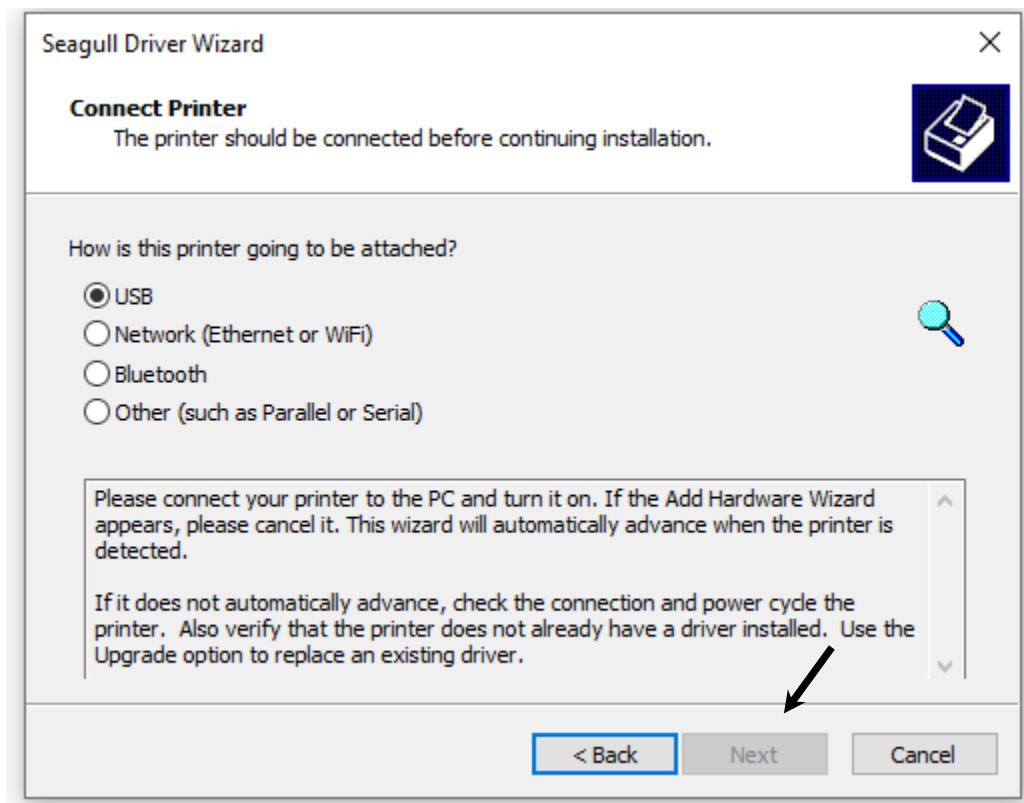 Seagull Driver Wizard
Connect Printer
The printer should be connected before continuing installation.
How is this printer going to be attached?
USB
Network (Ethernet or WiFi)
Bluetooth
Other (such as Parallel or Serial)
Please connect your printer to the PC and turn it on. If the Add Hardware Wizard
appears, please cancel it. This wizard will automatically advance when the printer is
detected.
If it does not automatically advance, check the connection and power cycle the
printer.  Also verify that the printer does not already have a driver installed.  Use the
Upgrade option to replace an existing driver.
< Back
Next
Cancel